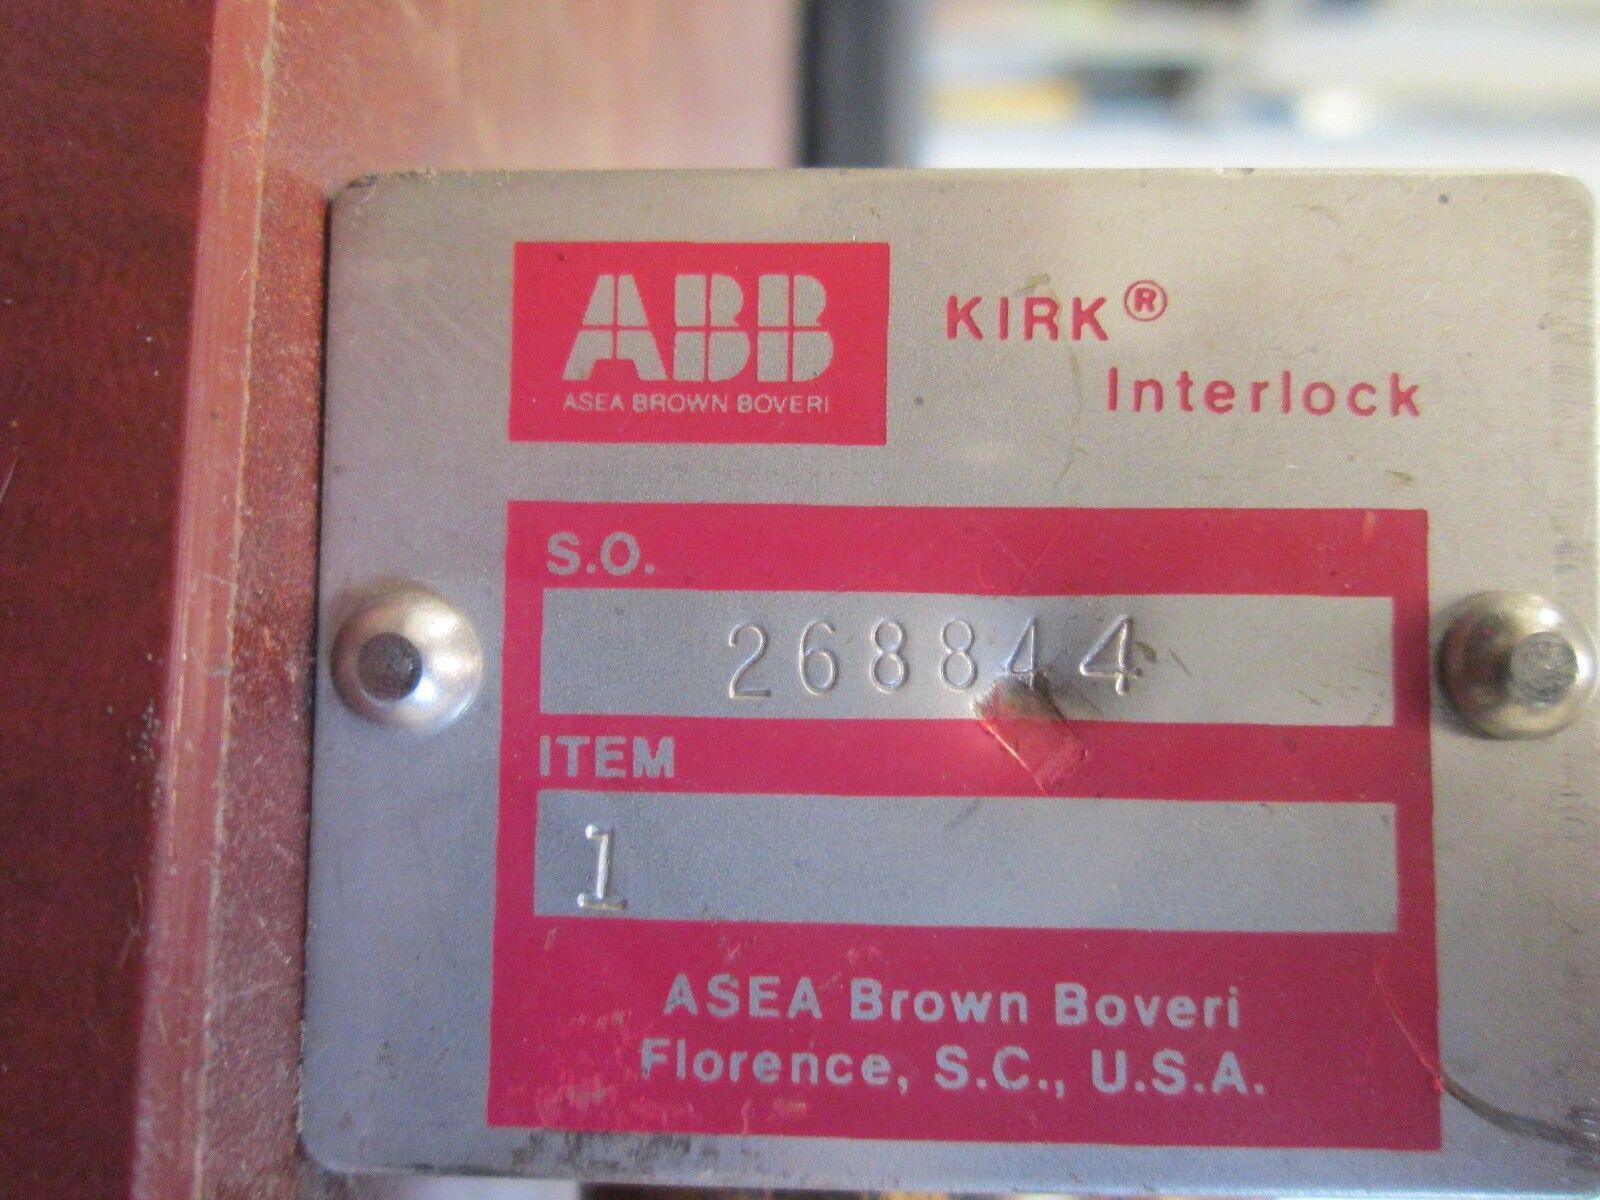 ABB
ASEA BROWN BOVERI
KIRK®
Interlock
S.O.
268844
ITEM
1
ASEA Brown Boveri
Florence, S.C., U.S.A.